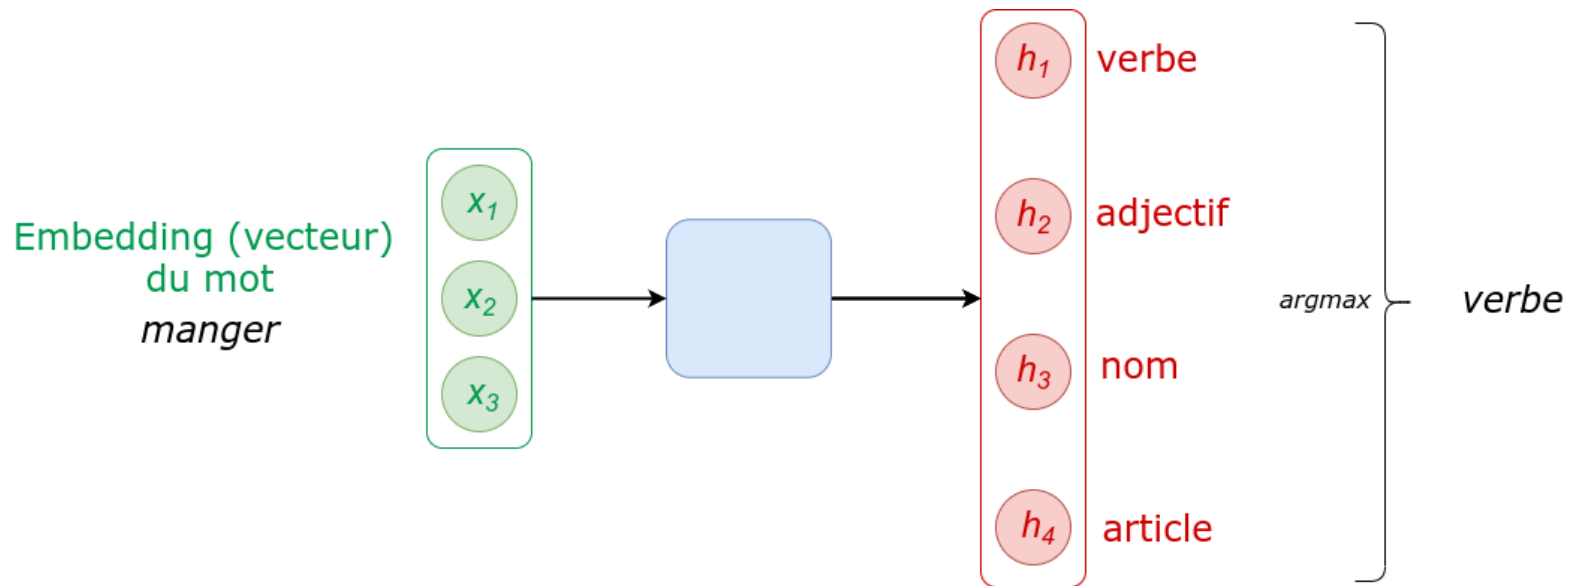 Embedding (vecteur)
du mot
manger
x1
x2
x3
h1 verbe
h2 adjectif
h3 nom
h4 article
argmax
verbe